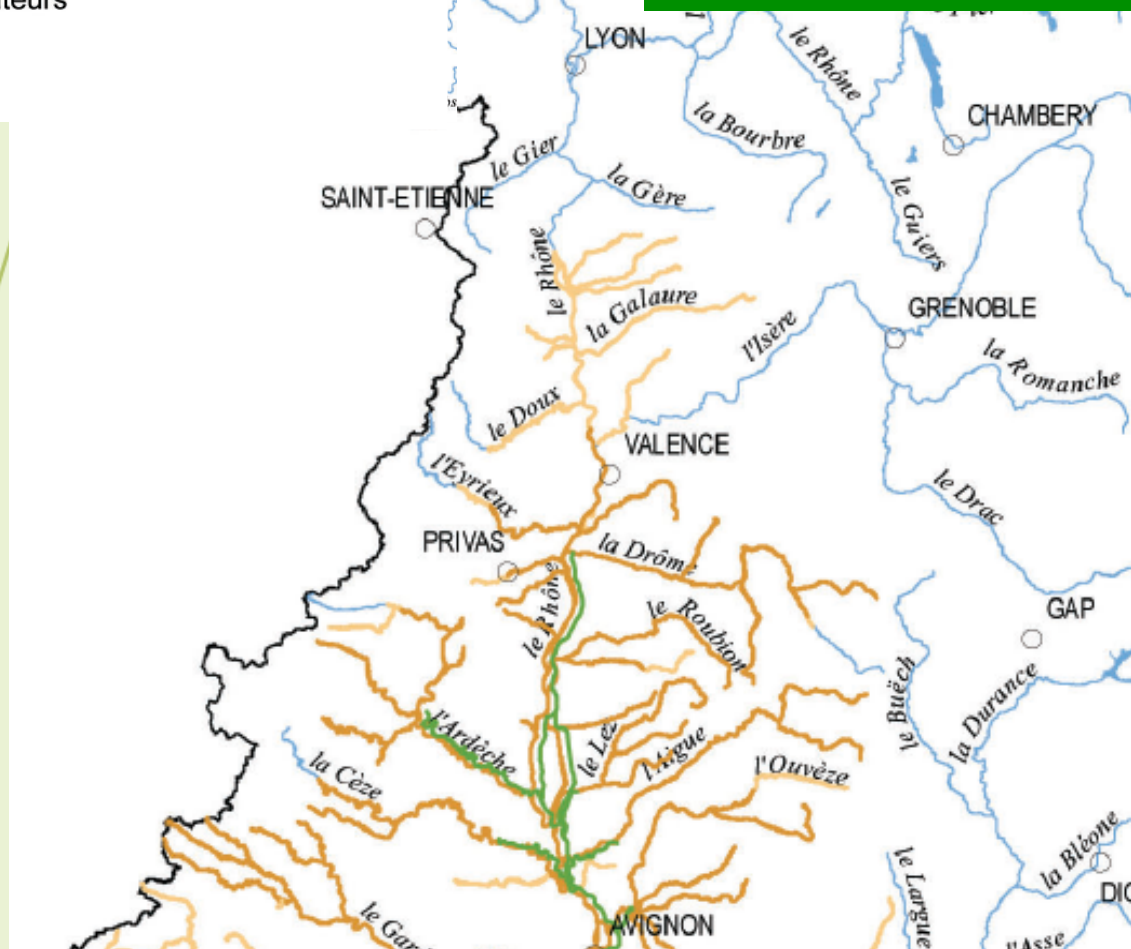 LYON
le Rhône
CHAMBERY
la Bourbre
le Gier
la Gère
SAINT-ETIENNE
le Guiers
le Rhône
la Galaure
GRENOBLE
l'Isère
la Romanche
le Doux
VALENCE
l'Eyrieux
le Drac
PRIVAS
la Drôme
le Rhône
le Roubion
GAP
le Buëch
la Durance
l'Ardèche
le Lez
l'Aigue
l'Ouvèze
la Cèze
la Bléone
le Largue
AVIGNON
l'Asse